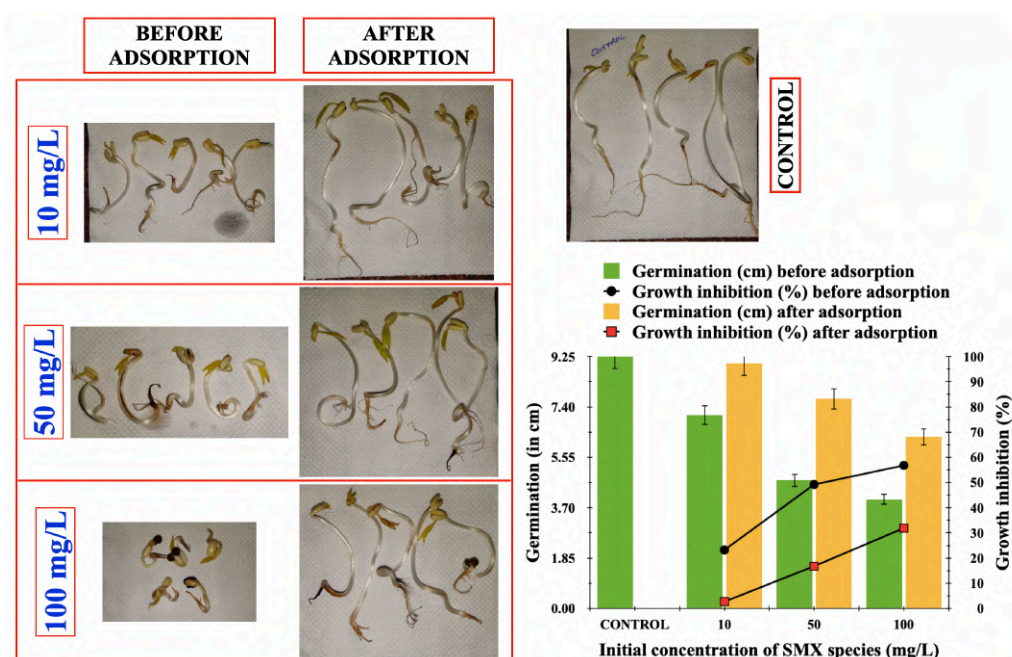 BEFORE
ADSORPTION
AFTER
ADSORPTION
10 mg/L
50 mg/L
100 mg/L
CONTROL
CONTROL
Germination (cm) before adsorption
Growth inhibition (%) before adsorption
Germination (cm) after adsorption
Growth inhibition (%) after adsorption
Germination (in cm)
9.25
7.40
5.55
3.70
1.85
0.00
100
90
80
70
60
50
40
30
20
10
0
Growth inhibition (%)
CONTROL
10
50
100
Initial concentration of SMX species (mg/L)